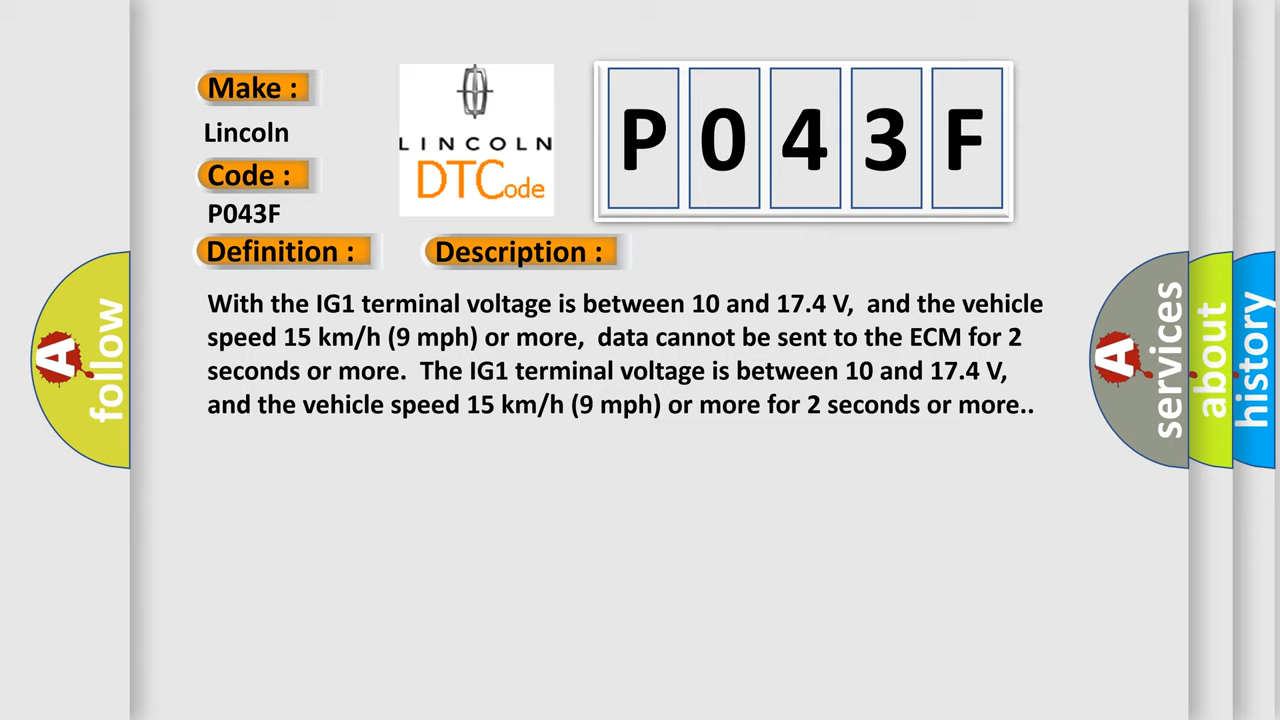 Make :
Lincoln
Code :
P043F
Definition :
Description :
LINCOLN
DTCode
P043F
With the IG1 terminal voltage is between 10 and 17.4 V,  and the vehicle
speed 15 km/h (9 mph) or more,  data cannot be sent to the ECM for 2
seconds or more.  The IG1 terminal voltage is between 10 and 17.4 V,
and the vehicle speed 15 km/h (9 mph) or more for 2 seconds or more..
A follow
A services
about
history